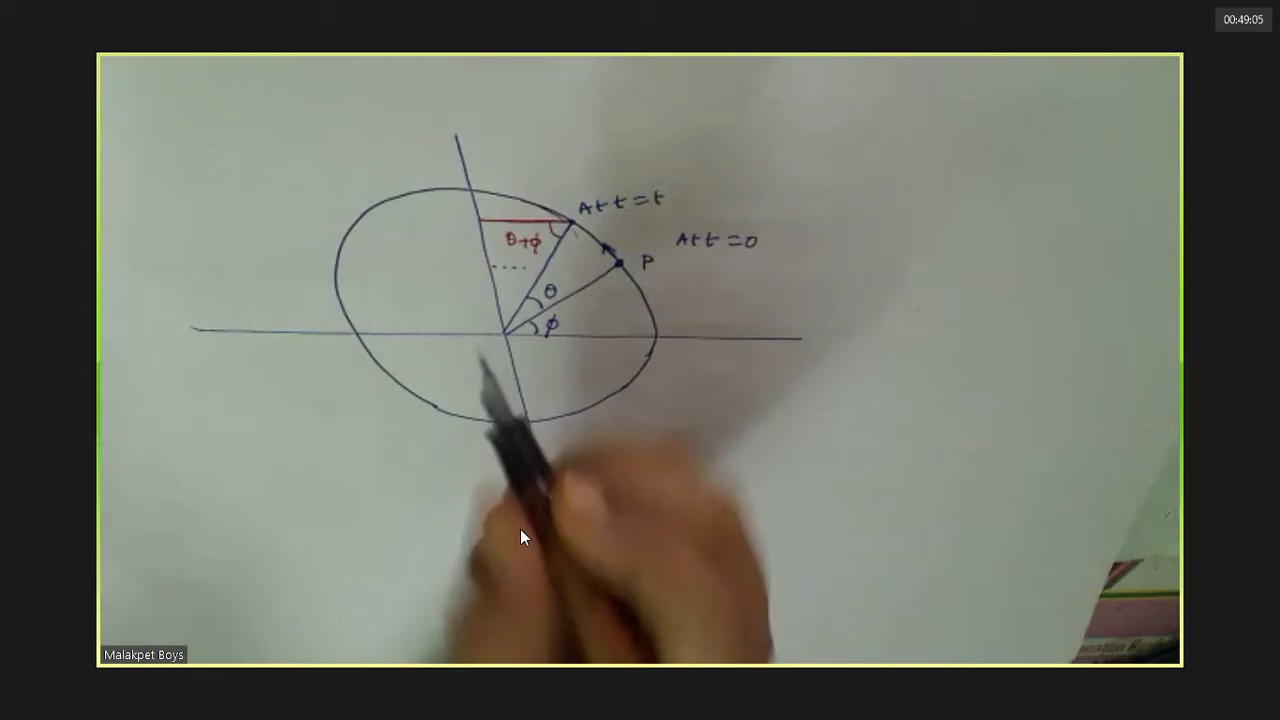 00:49:05
At t = t
At t = 0
θ+φ
P
θ
φ
Malakpet Boys